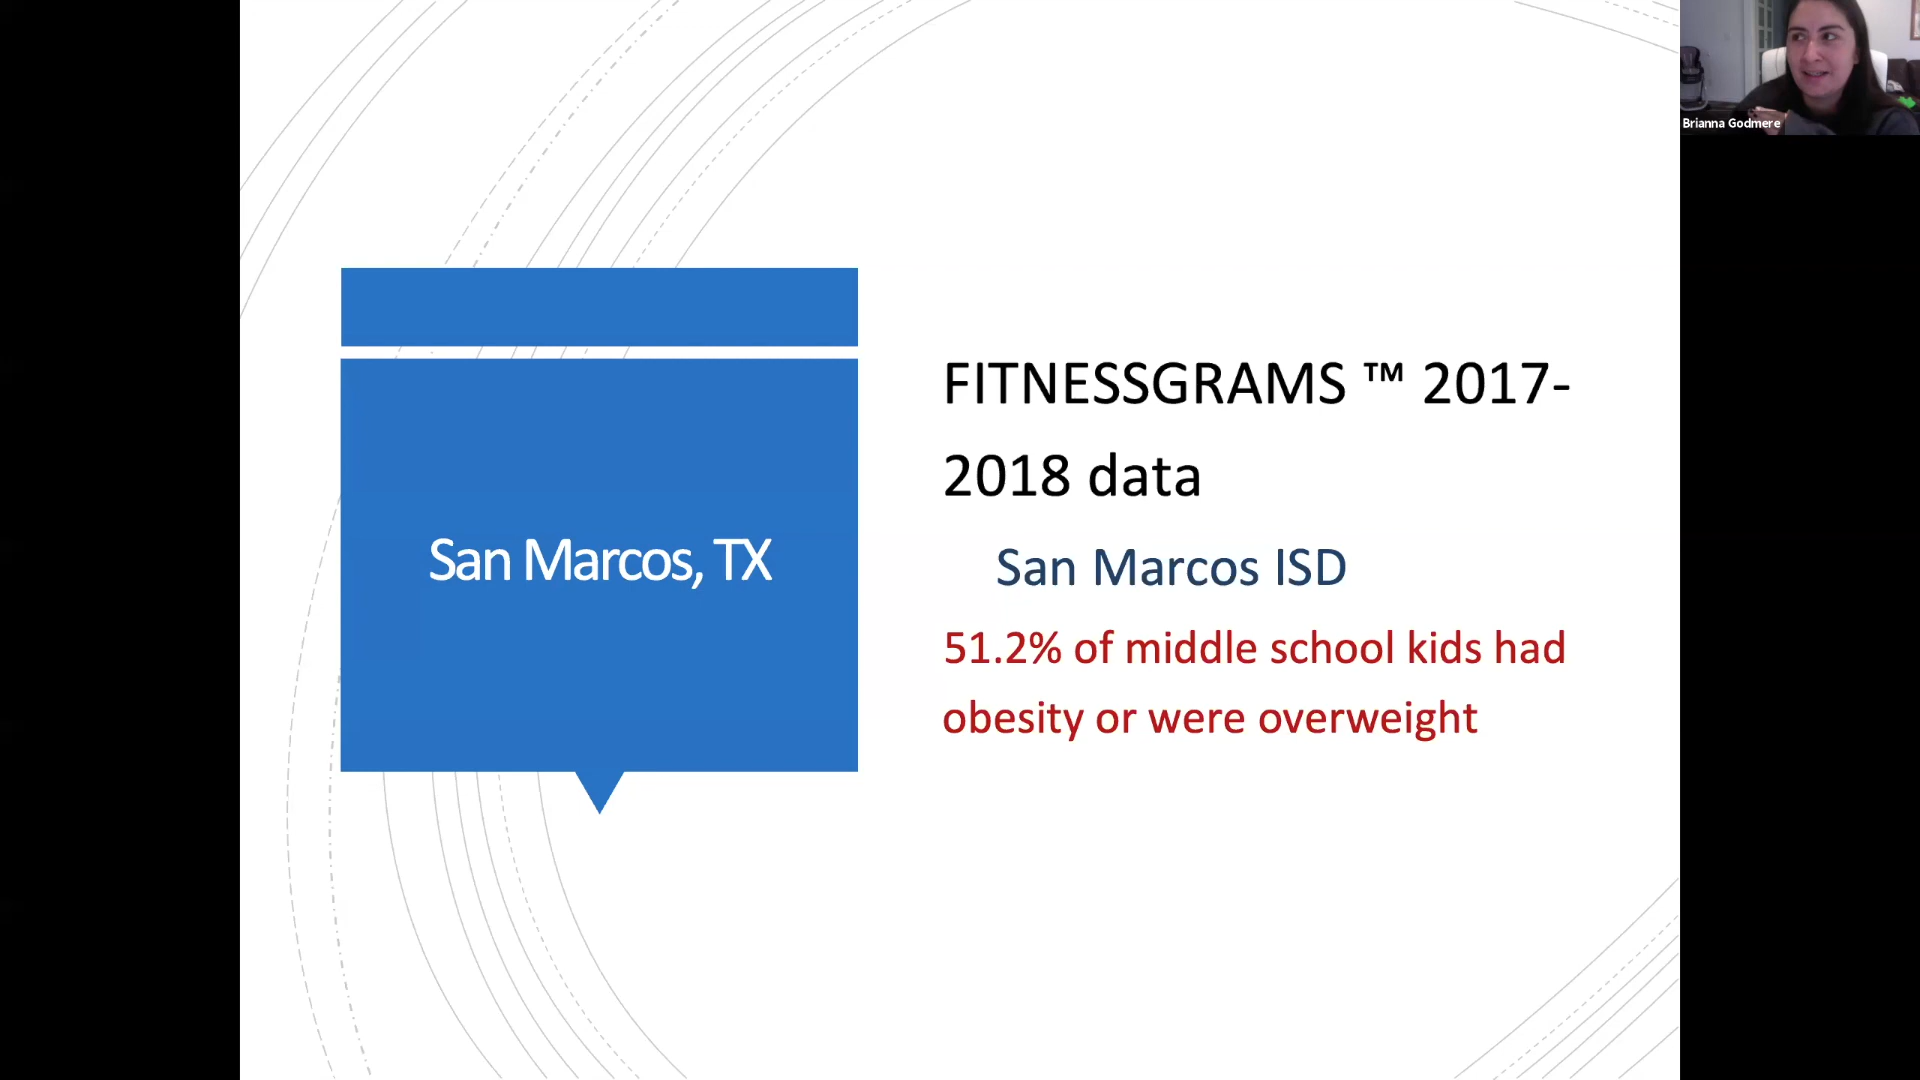 Brianna Godmere
San Marcos, TX
FITNESSGRAMS ™ 2017-
2018 data
San Marcos ISD
51.2% of middle school kids had
obesity or were overweight